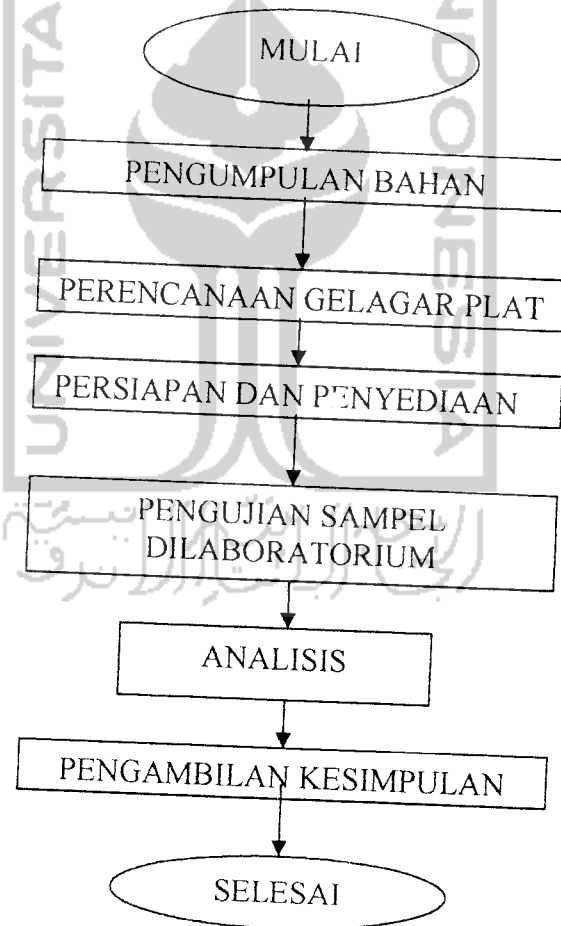 MULAI
PENGUMPULAN BAHAN
PERENCANAAN GELAGAR PLAT
PERSIAPAN DAN PENYEDIAAN
PENGUJIAN SAMPEL
DILABORATORIUM
ANALISIS
PENGAMBILAN KESIMPULAN
SELESAI